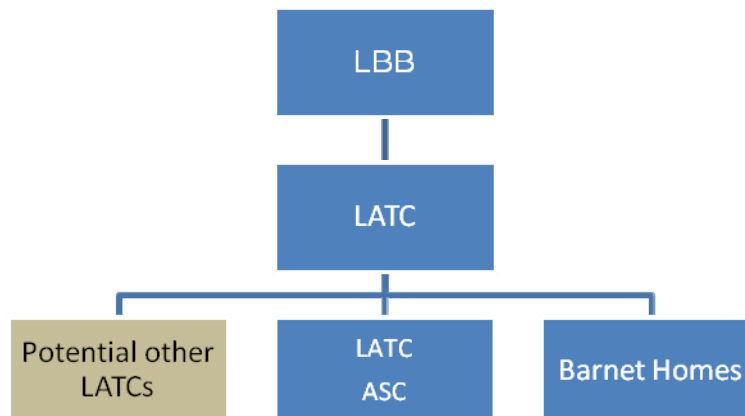 LBB
LATC
Potential other
LATCs
LATC
ASC
Barnet Homes